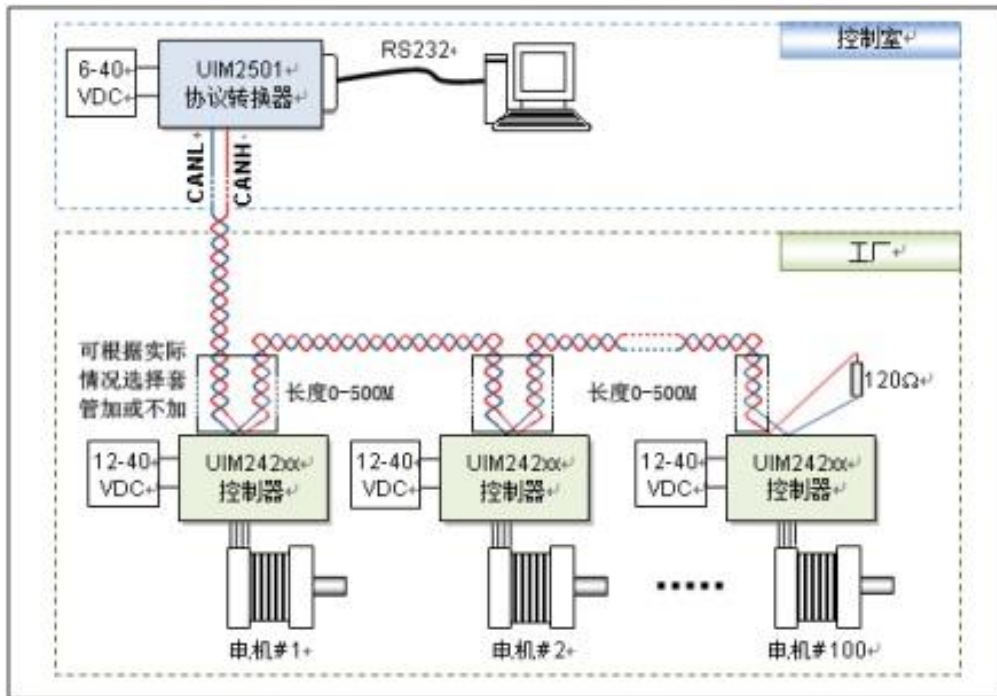 控制室
RS232
6-40
VDC
UIM2501
协议转换器
CANL
CANH
工厂
可根据实际
情况选择套
管加或不加
长度0-500M
长度0-500M
120Ω
12-40
VDC
UIM242xx
控制器
12-40
VDC
UIM242xx
控制器
12-40
VDC
UIM242xx
控制器
电机#1
电机#2
电机#100